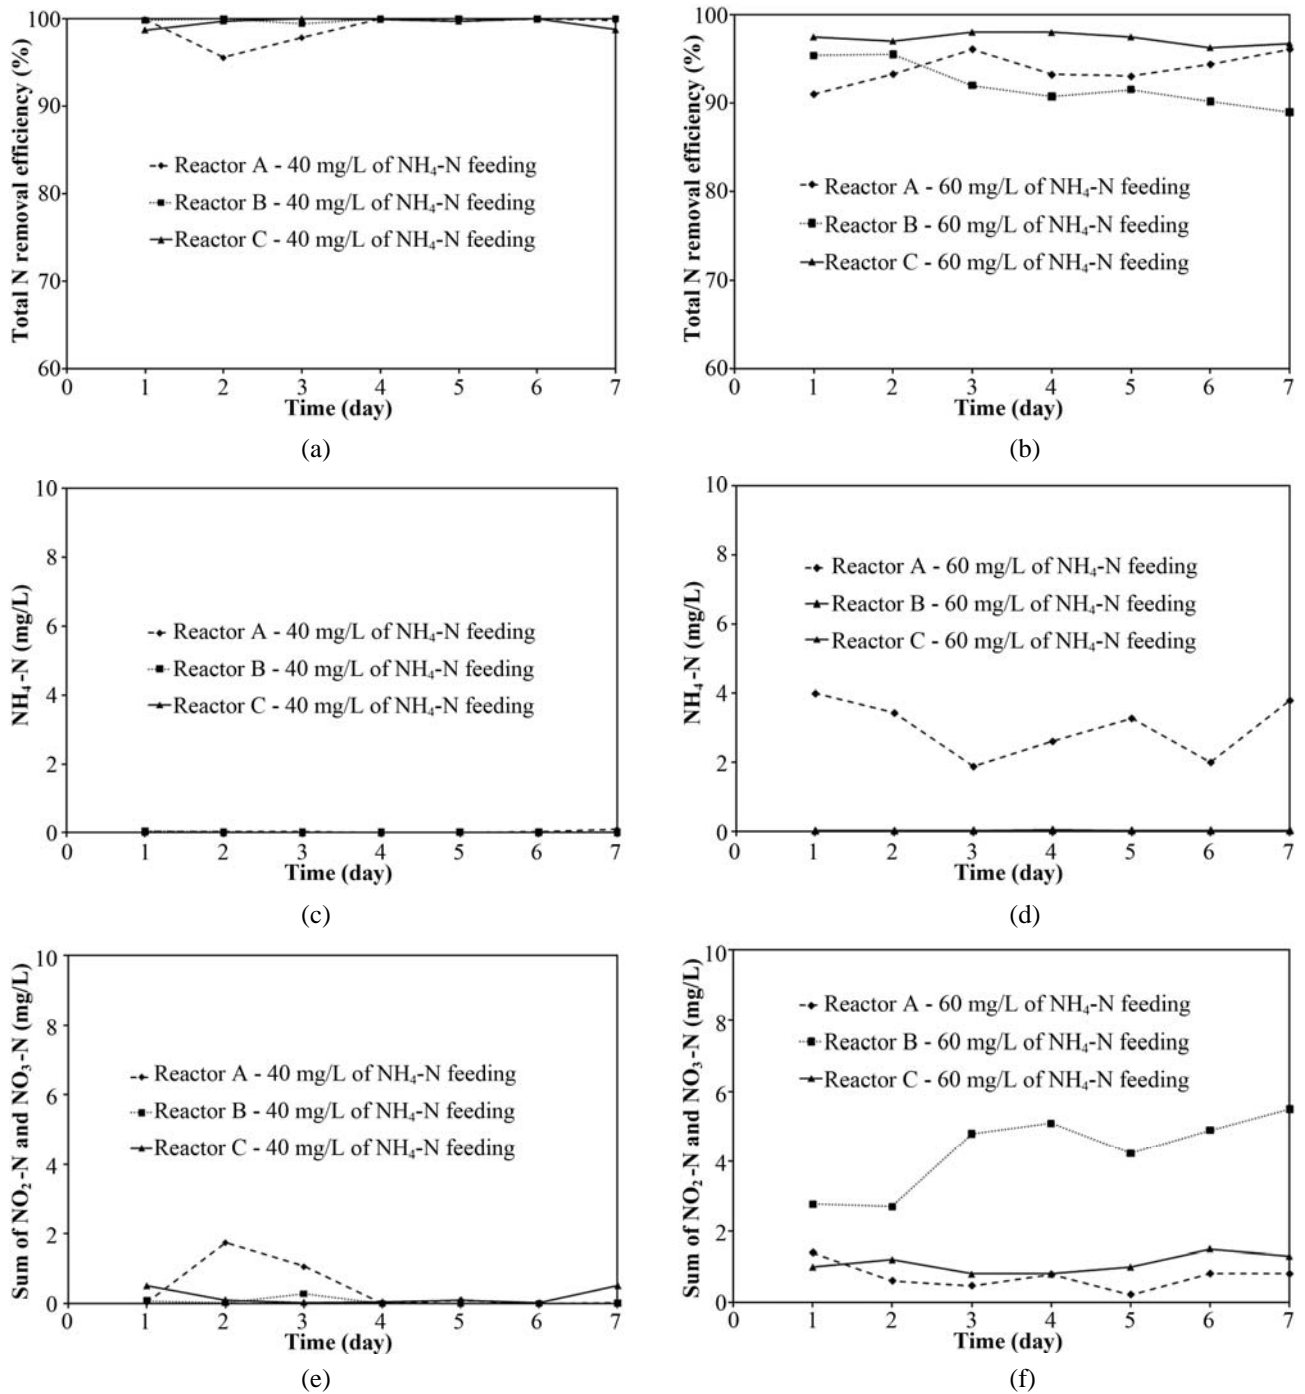 Total N removal efficiency (%)
100
90
80
70
60
Reactor A - 40 mg/L of NH₄-N feeding
Reactor B - 40 mg/L of NH₄-N feeding
Reactor C - 40 mg/L of NH₄-N feeding
0 1 2 3 4 5 6 7
Time (day)
(a)
Total N removal efficiency (%)
100
90
80
70
60
Reactor A - 60 mg/L of NH₄-N feeding
Reactor B - 60 mg/L of NH₄-N feeding
Reactor C - 60 mg/L of NH₄-N feeding
0 1 2 3 4 5 6 7
Time (day)
(b)
NH₄-N (mg/L)
10
8
6
4
2
0
Reactor A - 40 mg/L of NH₄-N feeding
Reactor B - 40 mg/L of NH₄-N feeding
Reactor C - 40 mg/L of NH₄-N feeding
0 1 2 3 4 5 6 7
Time (day)
(c)
NH₄-N (mg/L)
10
8
6
4
2
0
Reactor A - 60 mg/L of NH₄-N feeding
Reactor B - 60 mg/L of NH₄-N feeding
Reactor C - 60 mg/L of NH₄-N feeding
0 1 2 3 4 5 6 7
Time (day)
(d)
Sum of NO₂-N and NO₃-N (mg/L)
10
8
6
4
2
0
Reactor A - 40 mg/L of NH₄-N feeding
Reactor B - 40 mg/L of NH₄-N feeding
Reactor C - 40 mg/L of NH₄-N feeding
0 1 2 3 4 5 6 7
Time (day)
(e)
Sum of NO₂-N and NO₃-N (mg/L)
10
8
6
4
2
0
Reactor A - 60 mg/L of NH₄-N feeding
Reactor B - 60 mg/L of NH₄-N feeding
Reactor C - 60 mg/L of NH₄-N feeding
0 1 2 3 4 5 6 7
Time (day)
(f)